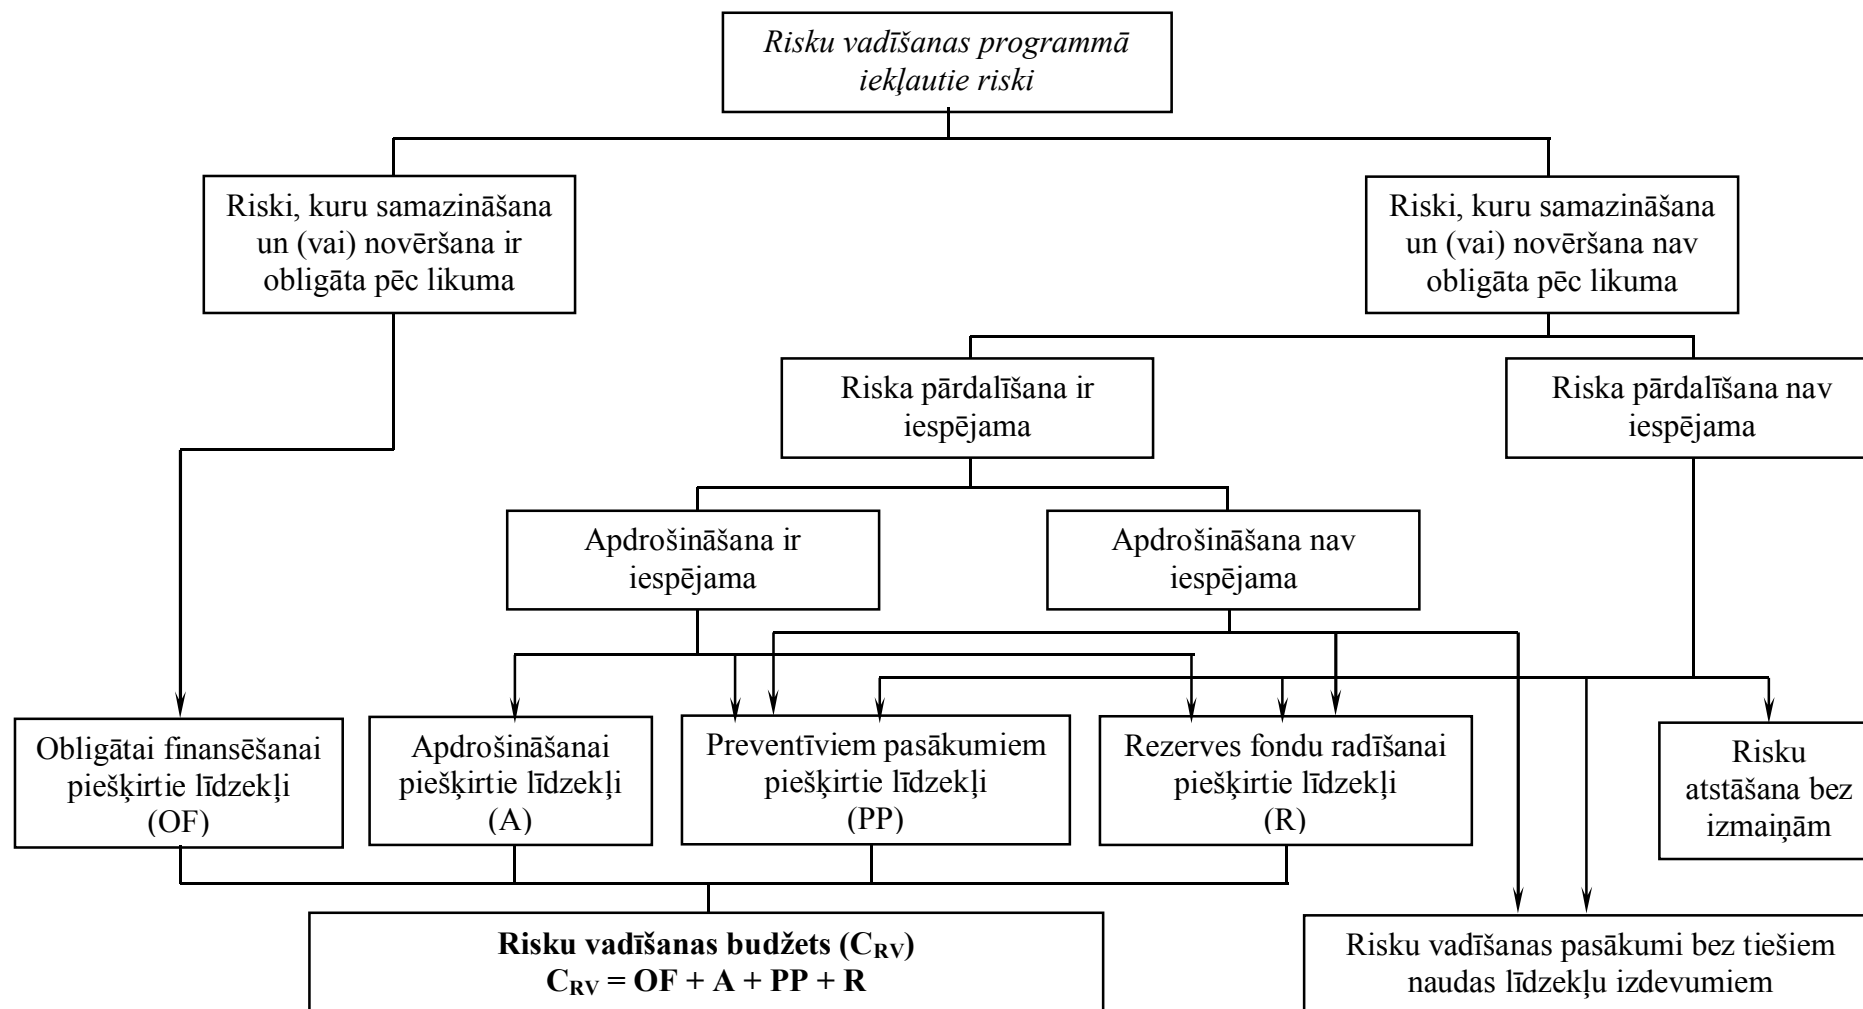 Risku vadīšanas programmā
iekļautie riski
Riski, kuru samazināšana
un (vai) novēršana ir
obligāta pēc likuma
Riski, kuru samazināšana
un (vai) novēršana nav
obligāta pēc likuma
Riska pārdalīšana ir
iespējama
Riska pārdalīšana nav
iespējama
Apdrošināšana ir
iespējama
Apdrošināšana nav
iespējama
Obligātai finansēšanai
piešķirtie līdzekļi
(OF)
Apdrošināšanai
piešķirtie līdzekļi
(A)
Preventīviem pasākumiem
piešķirtie līdzekļi
(PP)
Rezerves fondu radīšanai
piešķirtie līdzekļi
(R)
Risku
atstāšana bez
izmaiņām
Risku vadīšanas budžets (CRV)
CRV = OF + A + PP + R
Risku vadīšanas pasākumi bez tiešiem
naudas līdzekļu izdevumiem